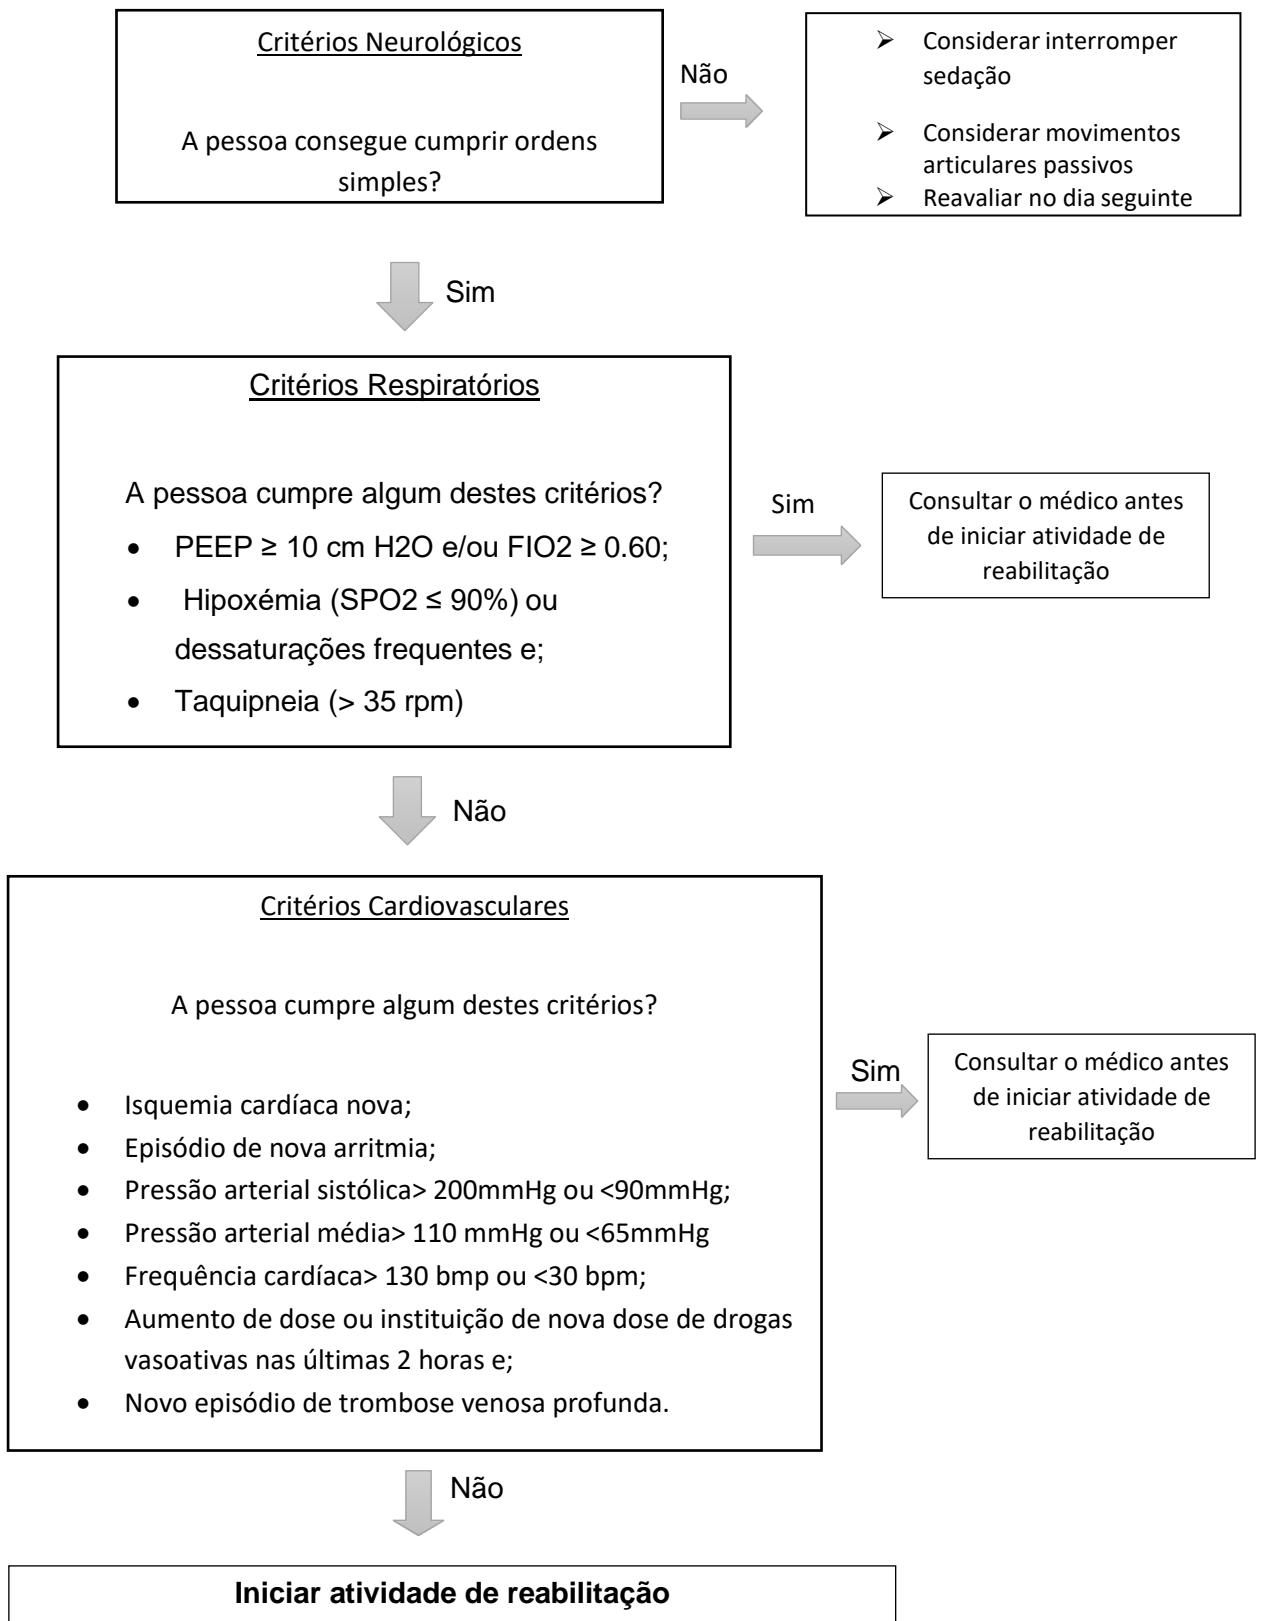 Critérios Neurológicos
A pessoa consegue cumprir ordens
simples?
Não
➢ Considerar interromper
sedação
➢ Considerar movimentos
articulares passivos
➢ Reavaliar no dia seguinte
Sim
Critérios Respiratórios
A pessoa cumpre algum destes critérios?
• PEEP ≥ 10 cm H2O e/ou FIO2 ≥ 0.60;
• Hipoxémia (SPO2 ≤ 90%) ou
dessaturações frequentes e;
• Taquipneia (> 35 rpm)
Sim
Consultar o médico antes
de iniciar atividade de
reabilitação
Não
Critérios Cardiovasculares
A pessoa cumpre algum destes critérios?
• Isquemia cardíaca nova;
• Episódio de nova arritmia;
• Pressão arterial sistólica> 200mmHg ou <90mmHg;
• Pressão arterial média> 110 mmHg ou <65mmHg
• Frequência cardíaca> 130 bmp ou <30 bpm;
• Aumento de dose ou instituição de nova dose de drogas
vasoativas nas últimas 2 horas e;
• Novo episódio de trombose venosa profunda.
Sim
Consultar o médico antes
de iniciar atividade de
reabilitação
Não
Iniciar atividade de reabilitação